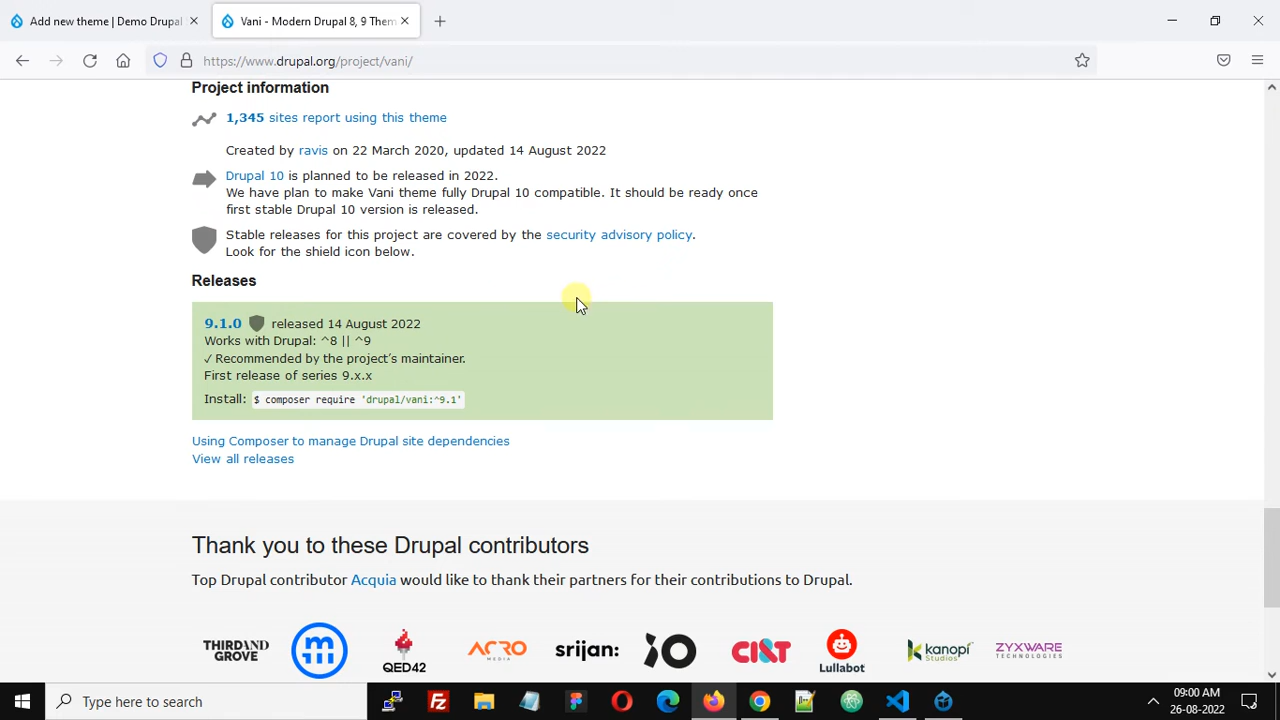 Add new theme | Demo Drupal
Vani - Modern Drupal 8, 9 Them
https://www.drupal.org/project/vani/
Project information
1,345 sites report using this theme
Created by ravis on 22 March 2020, updated 14 August 2022
Drupal 10 is planned to be released in 2022.
We have plan to make Vani theme fully Drupal 10 compatible. It should be ready once
first stable Drupal 10 version is released.
Stable releases for this project are covered by the security advisory policy.
Look for the shield icon below.
Releases
9.1.0 released 14 August 2022
Works with Drupal: ^8 || ^9
✓ Recommended by the project's maintainer.
First release of series 9.x.x
Install: $ composer require 'drupal/vani:^9.1'
Using Composer to manage Drupal site dependencies
View all releases
Thank you to these Drupal contributors
Top Drupal contributor Acquia would like to thank their partners for their contributions to Drupal.
THIRDAND
GROVE
QED42
ACRO
MEDIA
srijan:
iO
CI&T
Lullabot
kanopi
Studios
ZYXWARE
TECHNOLOGIES
Type here to search
09:00 AM
26-08-2022